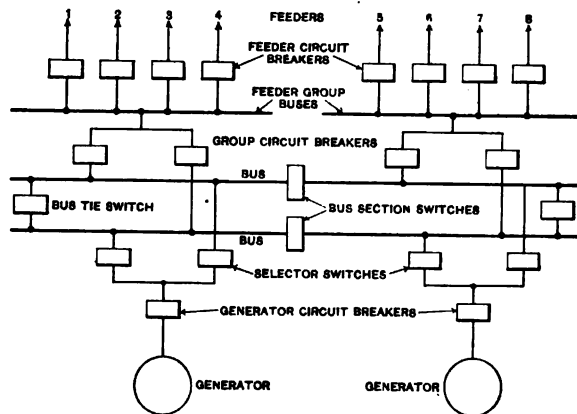 FEEDERS
1 2 3 4 5 6 7 8
FEEDER CIRCUIT
BREAKERS
FEEDER GROUP
BUSES
GROUP CIRCUIT BREAKERS
BUS
BUS TIE SWITCH
BUS SECTION SWITCHES
BUS
SELECTOR SWITCHES
GENERATOR CIRCUIT BREAKERS
GENERATOR
GENERATOR